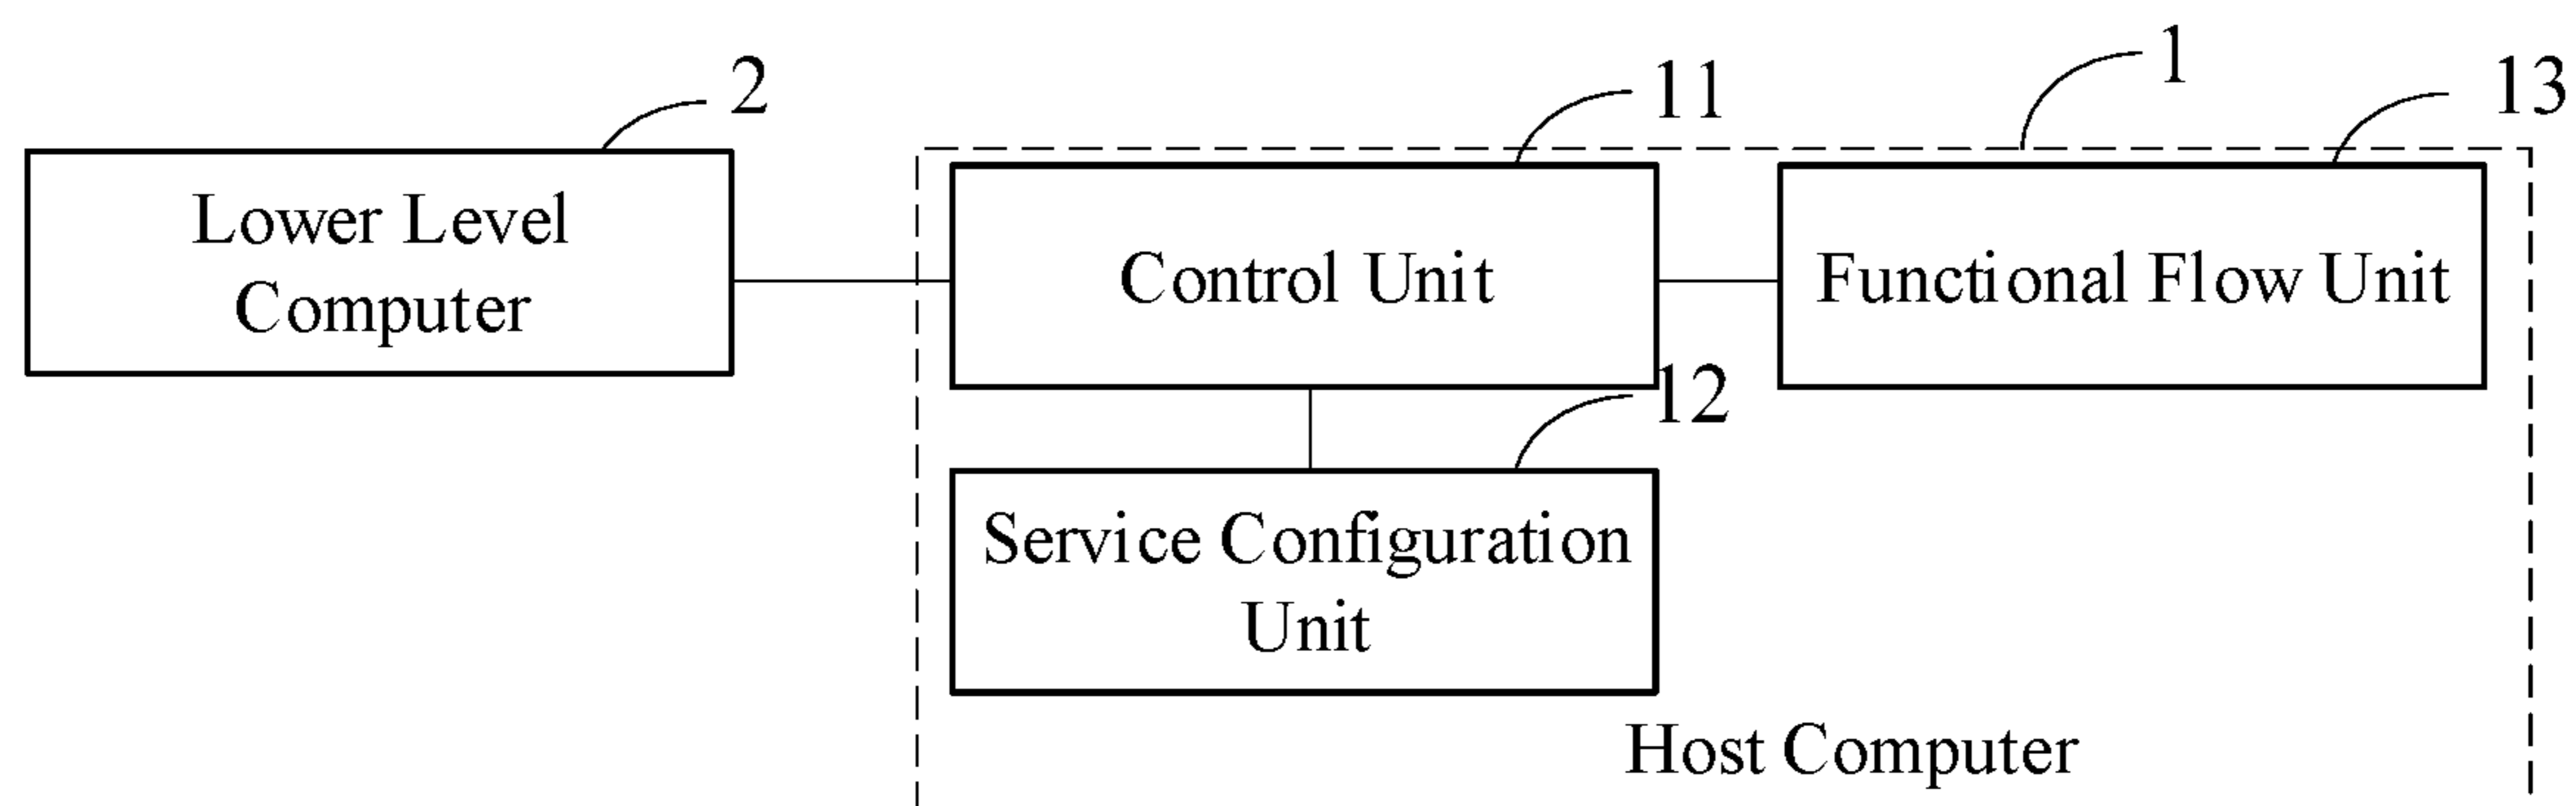 2
11
1
13
Lower Level
Computer
Control Unit
Functional Flow Unit
12
Service Configuration
Unit
Host Computer